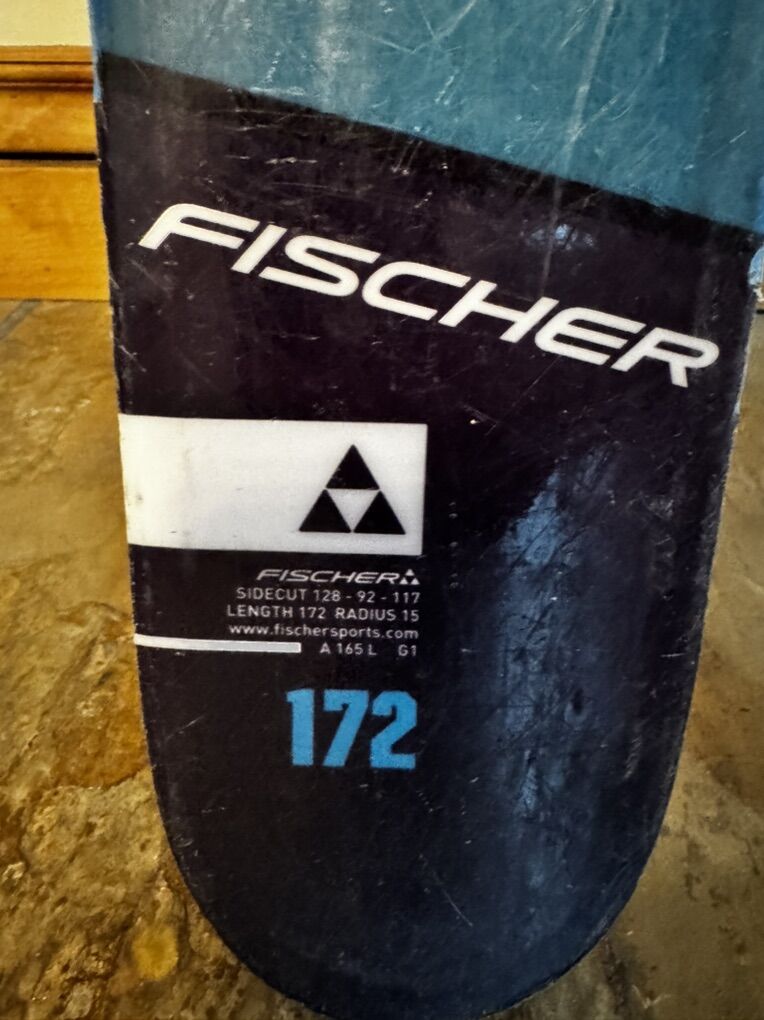 FISCHER
FISCHER
SIDECUT 128 - 92 - 117
LENGTH 172 RADIUS 15
www.fischersports.com
A 165 L G1
172